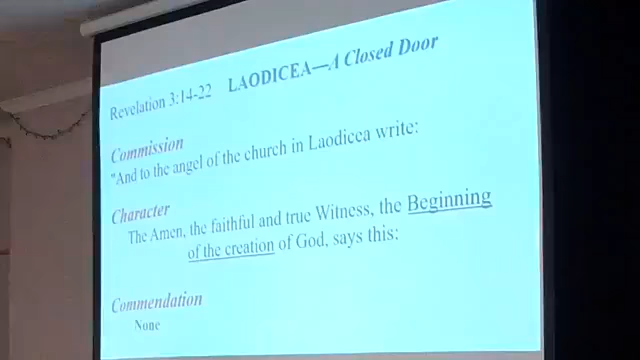 Revelation 3:14-22 LAODICEA—A Closed Door
Commission
"And to the angel of the church in Laodicea write:
Character
The Amen, the faithful and true Witness, the Beginning
of the creation of God, says this:
Commendation
None